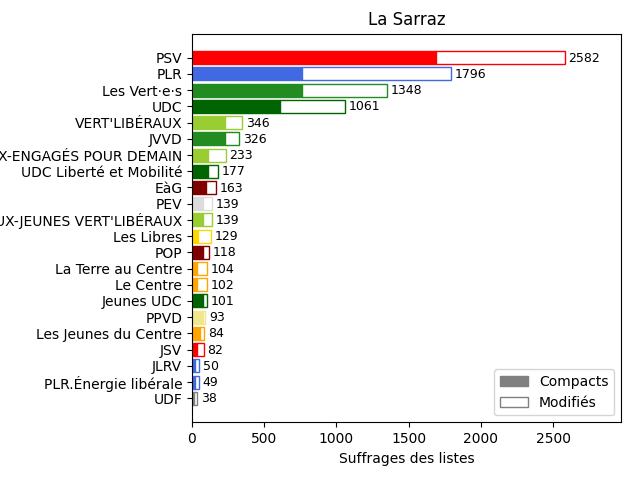 La Sarraz
PSV 2582
PLR 1796
Les Vert·e·s 1348
UDC 1061
VERT'LIBÉRAUX 346
JVVD 326
X-ENGAGÉS POUR DEMAIN 233
UDC Liberté et Mobilité 177
EàG 163
PEV 139
UX-JEUNES VERT'LIBÉRAUX 139
Les Libres 129
POP 118
La Terre au Centre 104
Le Centre 102
Jeunes UDC 101
PPVD 93
Les Jeunes du Centre 84
JSV 82
JLRV 50
PLR.Énergie libérale 49
UDF 38
Compacts
Modifiés
0 500 1000 1500 2000 2500
Suffrages des listes